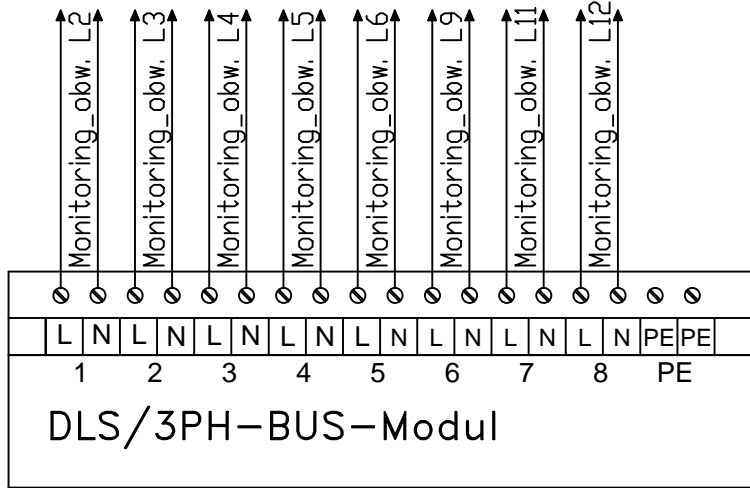 Monitoring_obw. L2
Monitoring_obw. L3
Monitoring_obw. L4
Monitoring_obw. L5
Monitoring_obw. L6
Monitoring_obw. L9
Monitoring_obw. L11
Monitoring_obw. L12
L N L N L N L N L N L N L N L N PE PE
1 2 3 4 5 6 7 8 PE
DLS/3PH-BUS-Modul